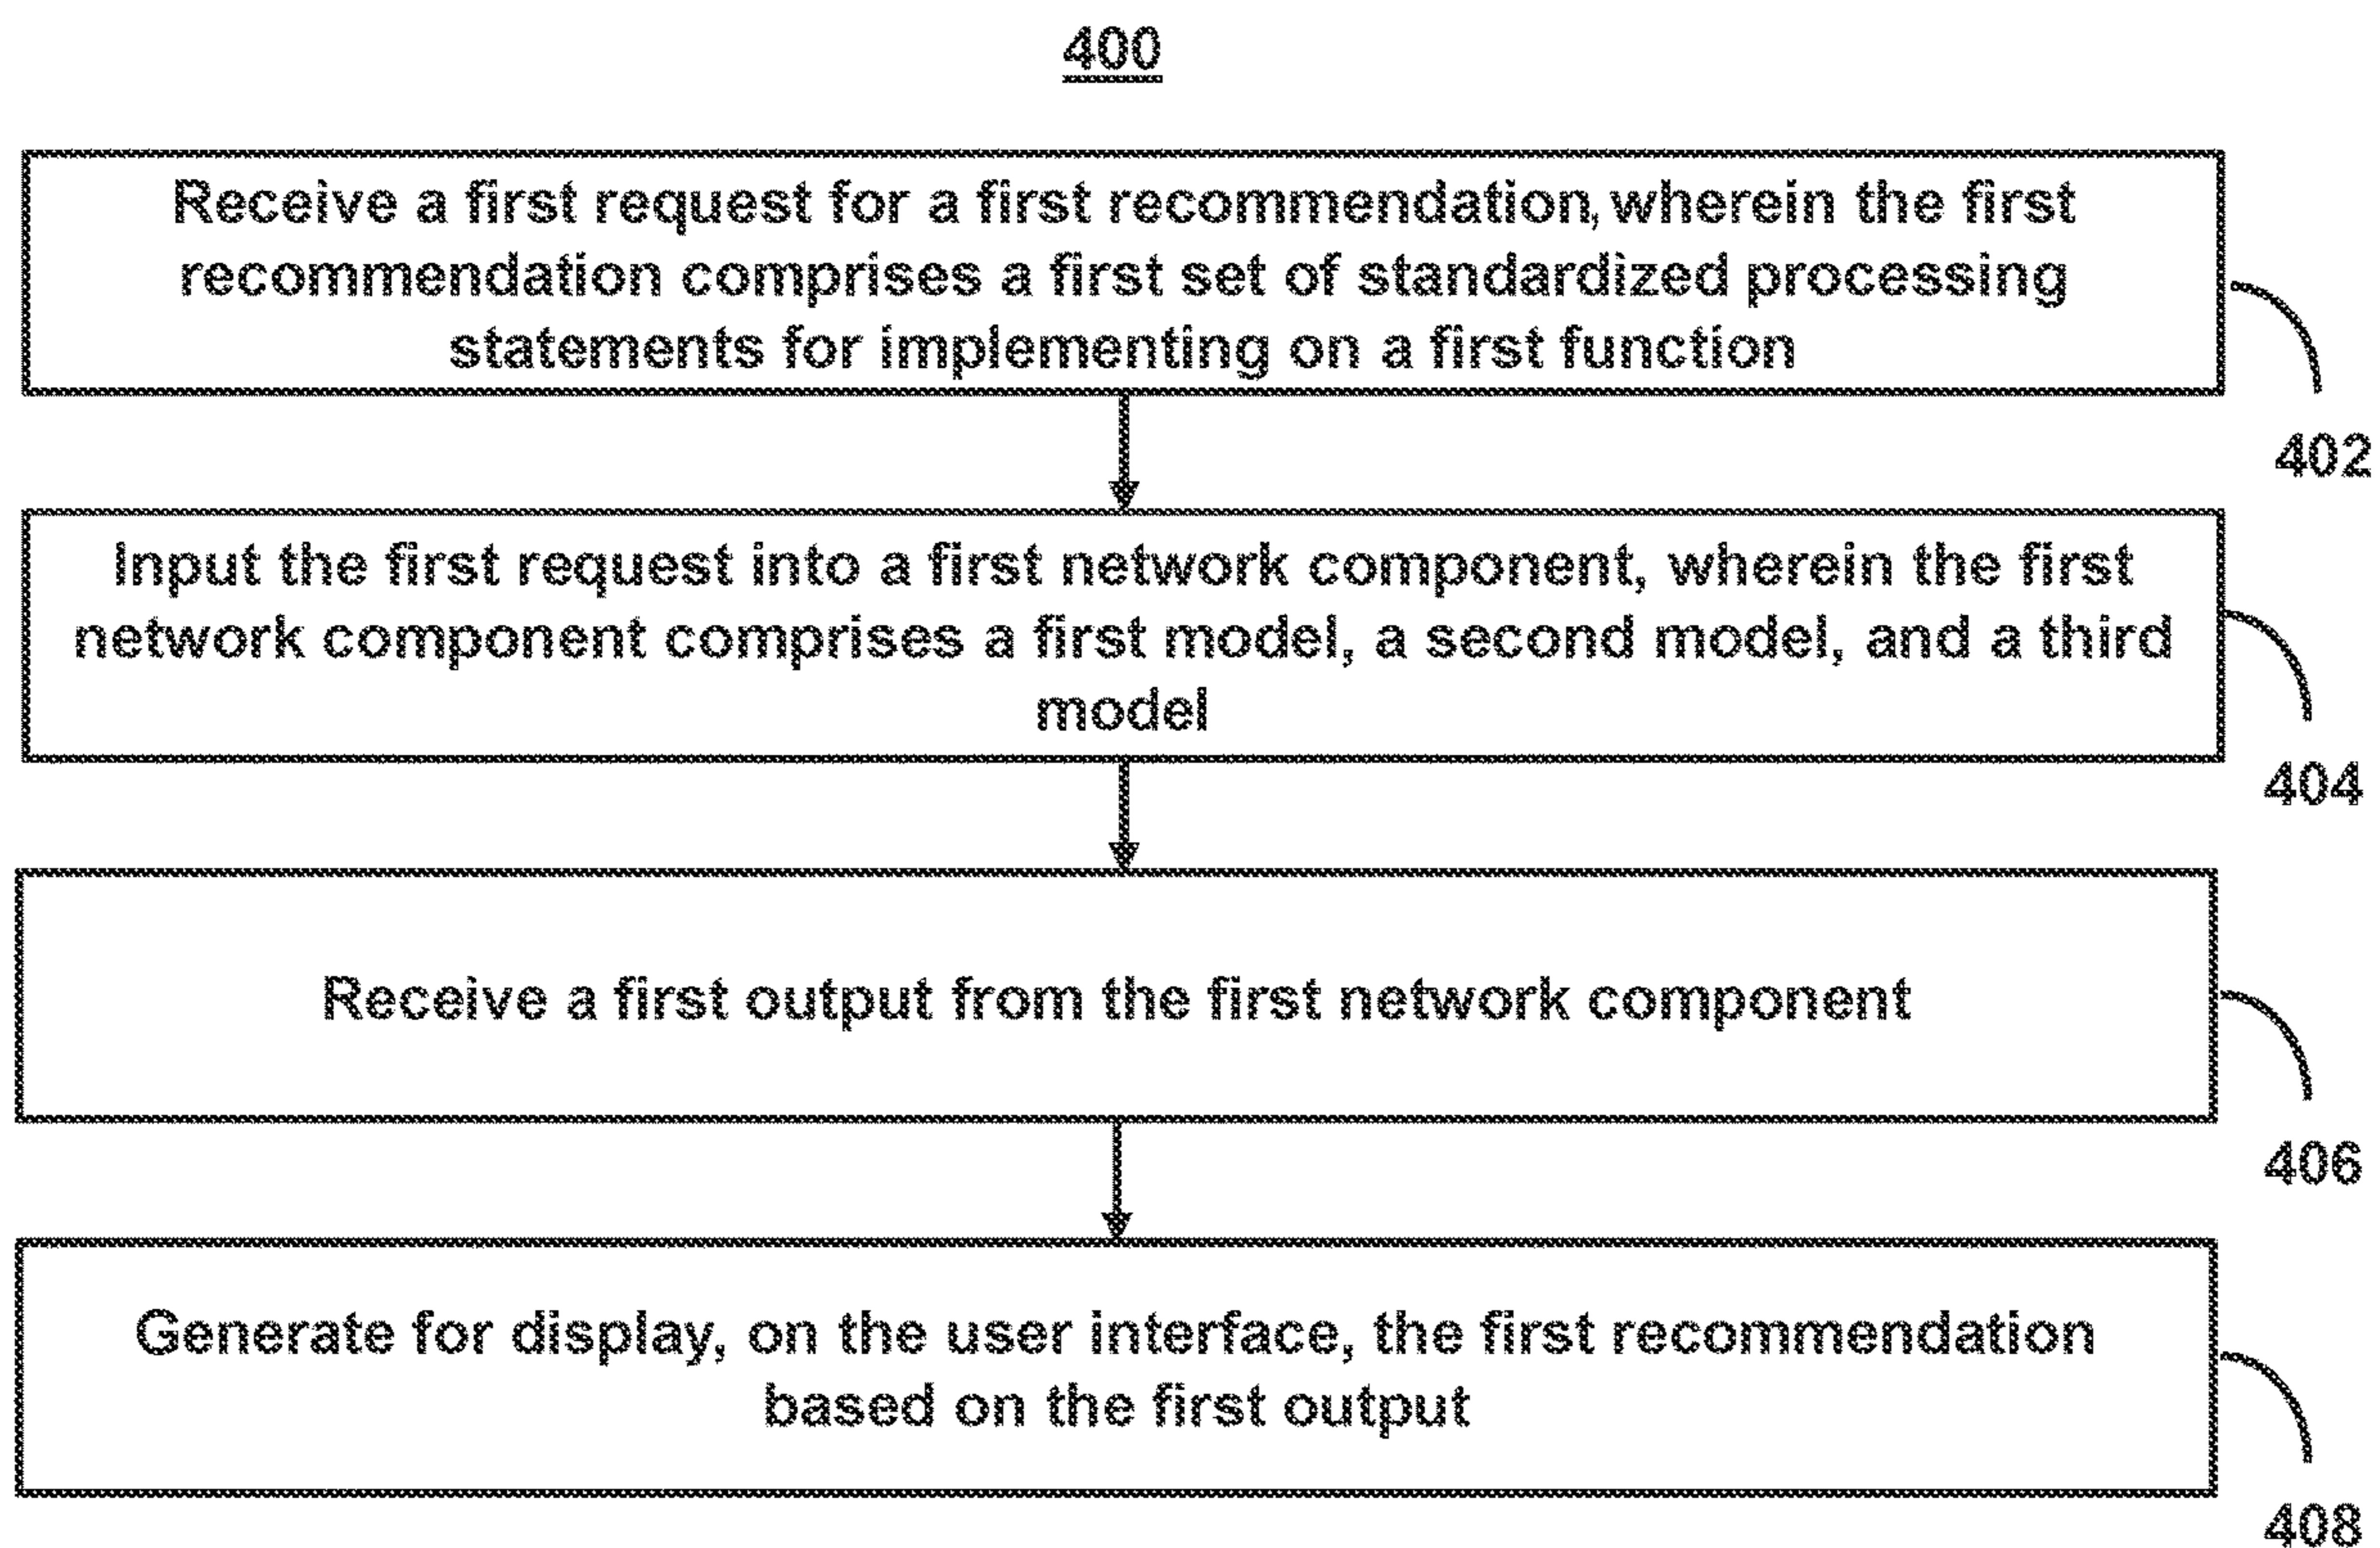 400
Receive a first request for a first recommendation, wherein the first
recommendation comprises a first set of standardized processing
statements for implementing on a first function
402
Input the first request into a first network component, wherein the first
network component comprises a first model, a second model, and a third
model
404
Receive a first output from the first network component
406
Generate for display, on the user interface, the first recommendation
based on the first output
408